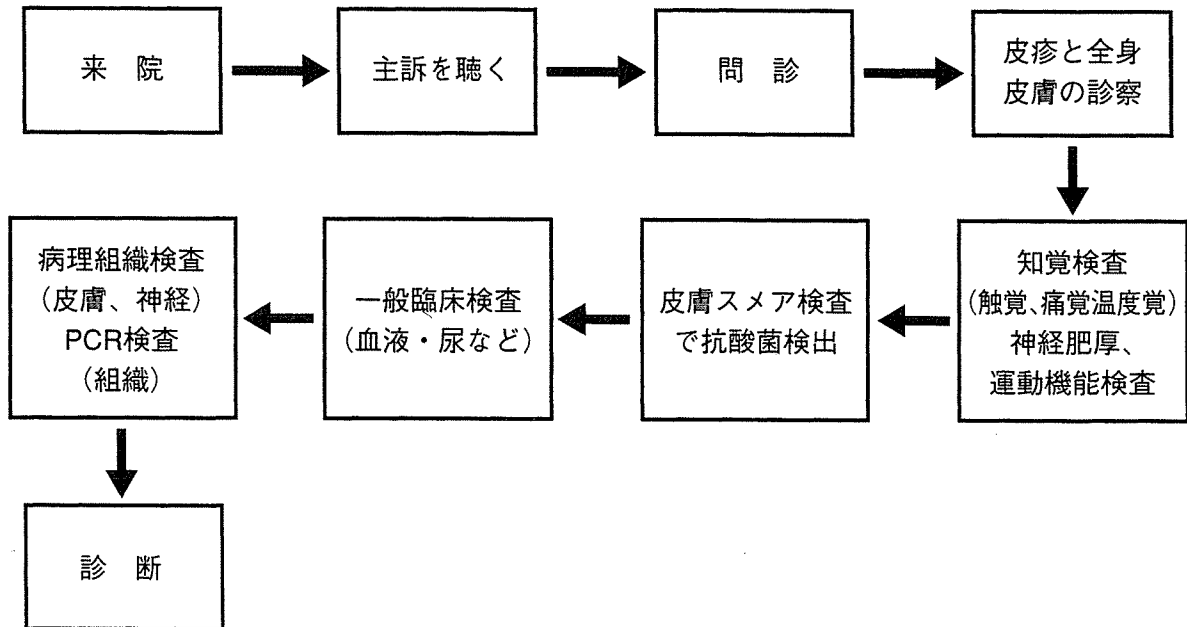 来 院
主訴を聴く
問 診
皮疹と全身
皮膚の診察
知覚検査
(触覚、痛覚温度覚)
神経肥厚、
運動機能検査
皮膚スメア検査
で抗酸菌検出
一般臨床検査
(血液・尿など)
病理組織検査
(皮膚、神経)
PCR検査
(組織)
診 断